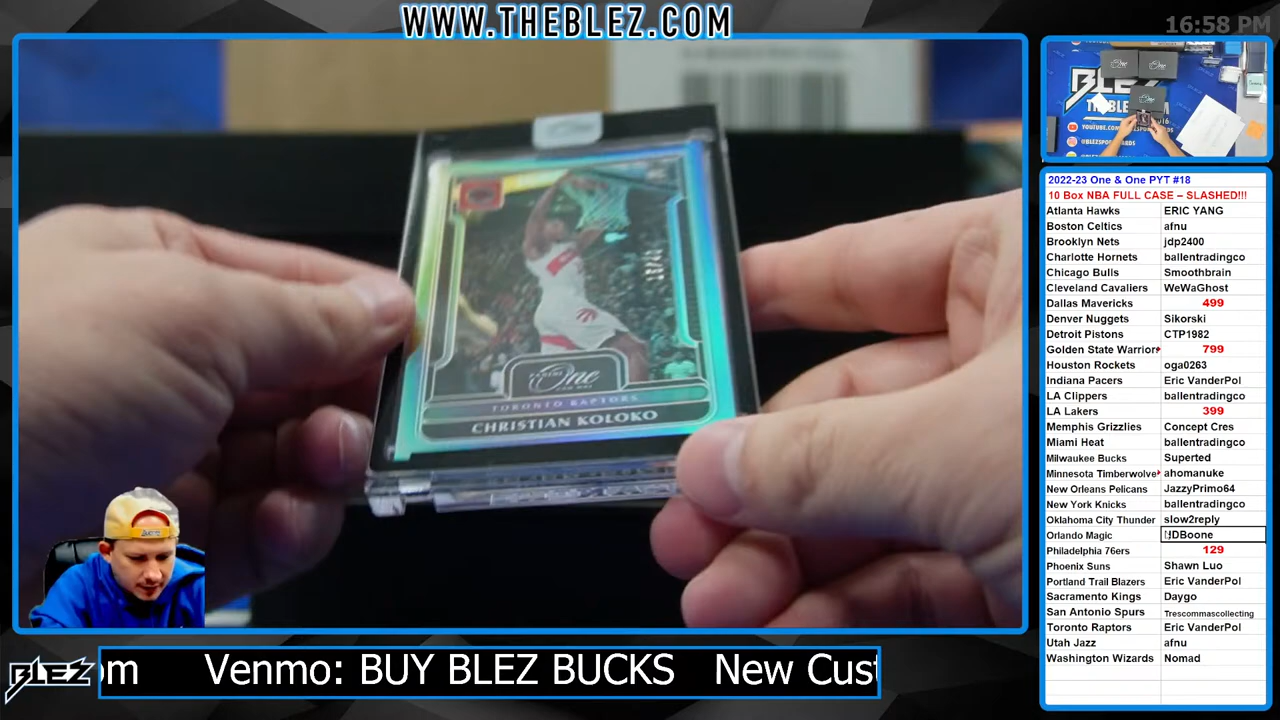 WWW.THEBLEZ.COM
16:58 PM
One
TORONTO RAPTORS
CHRISTIAN KOLOKO
BLEZ
2022-23 One & One PYT #18
10 Box NBA FULL CASE – SLASHED!!!
Atlanta Hawks ERIC YANG
Boston Celtics afnu
Brooklyn Nets jdp2400
Charlotte Hornets ballentradingco
Chicago Bulls Smoothbrain
Cleveland Cavaliers WeWaGhost
Dallas Mavericks 499
Denver Nuggets Sikorski
Detroit Pistons CTP1982
Golden State Warrior 799
Houston Rockets oga0263
Indiana Pacers Eric VanderPol
LA Clippers ballentradingco
LA Lakers 399
Memphis Grizzlies Concept Cres
Miami Heat ballentradingco
Milwaukee Bucks Superted
Minnesota Timberwolve ahomanuke
New Orleans Pelicans JazzyPrimo64
New York Knicks ballentradingco
Oklahoma City Thunder slow2reply
Orlando Magic JDBoone
Philadelphia 76ers 129
Phoenix Suns Shawn Luo
Portland Trail Blazers Eric VanderPol
Sacramento Kings Daygo
San Antonio Spurs Trescommascollecting
Toronto Raptors Eric VanderPol
Utah Jazz afnu
Washington Wizards Nomad
BLEZ
om Venmo: BUY BLEZ BUCKS New Cust